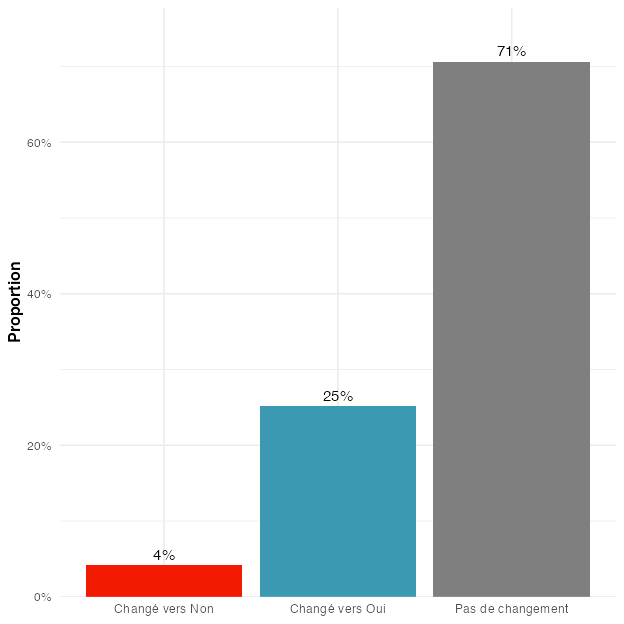 Proportion
60%
40%
20%
0%
4%
25%
71%
Changé vers Non
Changé vers Oui
Pas de changement